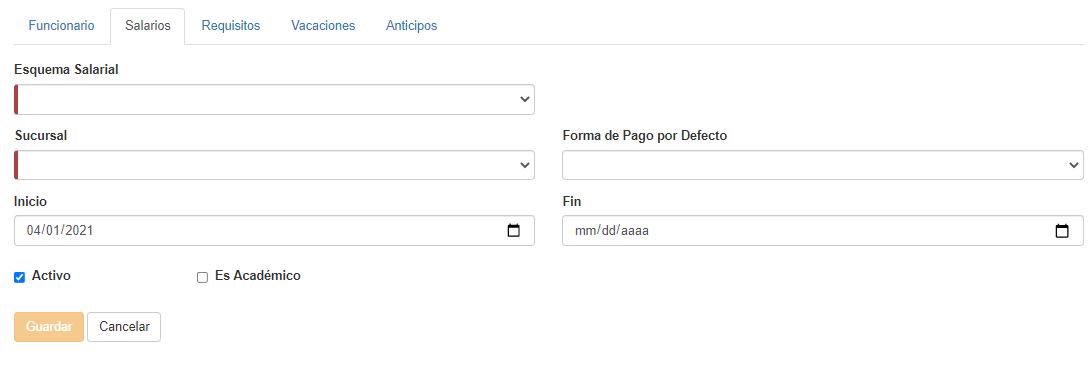 Funcionario Salarios Requisitos Vacaciones Anticipos
Esquema Salarial
Sucursal Forma de Pago por Defecto
Inicio Fin
04/01/2021 mm/dd/aaaa
Activo Es Académico
Guardar Cancelar